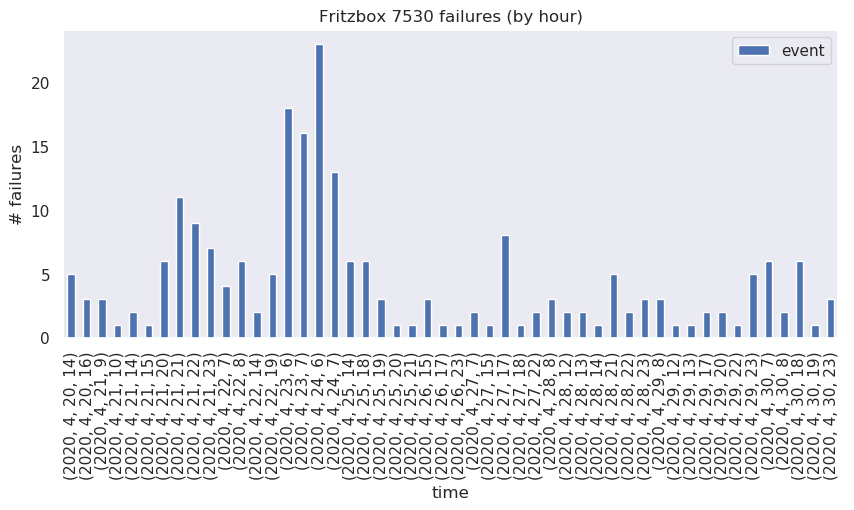 Fritzbox 7530 failures (by hour)
event
# failures
20
15
10
5
0
(2020, 4, 20, 14)
(2020, 4, 20, 16)
(2020, 4, 21, 9)
(2020, 4, 21, 10)
(2020, 4, 21, 14)
(2020, 4, 21, 15)
(2020, 4, 21, 20)
(2020, 4, 21, 21)
(2020, 4, 21, 22)
(2020, 4, 21, 23)
(2020, 4, 22, 7)
(2020, 4, 22, 8)
(2020, 4, 22, 14)
(2020, 4, 22, 19)
(2020, 4, 23, 6)
(2020, 4, 23, 7)
(2020, 4, 24, 6)
(2020, 4, 24, 7)
(2020, 4, 25, 14)
(2020, 4, 25, 18)
(2020, 4, 25, 19)
(2020, 4, 25, 20)
(2020, 4, 25, 21)
(2020, 4, 26, 15)
(2020, 4, 26, 17)
(2020, 4, 26, 23)
(2020, 4, 27, 7)
(2020, 4, 27, 15)
(2020, 4, 27, 17)
(2020, 4, 27, 18)
(2020, 4, 27, 22)
(2020, 4, 28, 8)
(2020, 4, 28, 12)
(2020, 4, 28, 13)
(2020, 4, 28, 14)
(2020, 4, 28, 21)
(2020, 4, 28, 22)
(2020, 4, 28, 23)
(2020, 4, 29, 8)
(2020, 4, 29, 12)
(2020, 4, 29, 13)
(2020, 4, 29, 17)
(2020, 4, 29, 20)
(2020, 4, 29, 22)
(2020, 4, 29, 23)
(2020, 4, 30, 7)
(2020, 4, 30, 8)
(2020, 4, 30, 18)
(2020, 4, 30, 19)
(2020, 4, 30, 23)
time